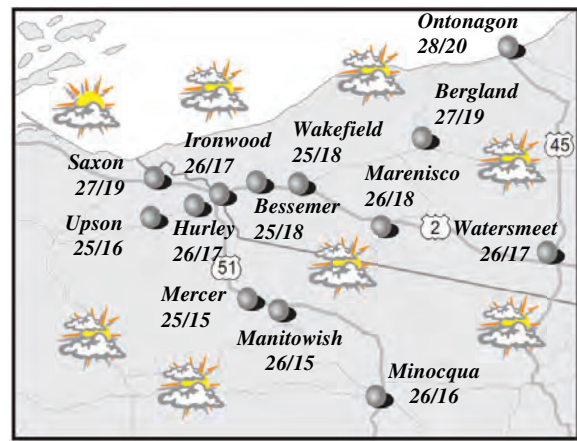 Ontonagon
28/20
Bergland
27/19
Ironwood
26/17
Wakefield
25/18
45
Saxon
27/19
Marenisco
26/18
Upson
25/16
Hurley
26/17
Bessemer
25/18
2
Watersmeet
26/17
51
Mercer
25/15
Manitowish
26/15
Minocqua
26/16